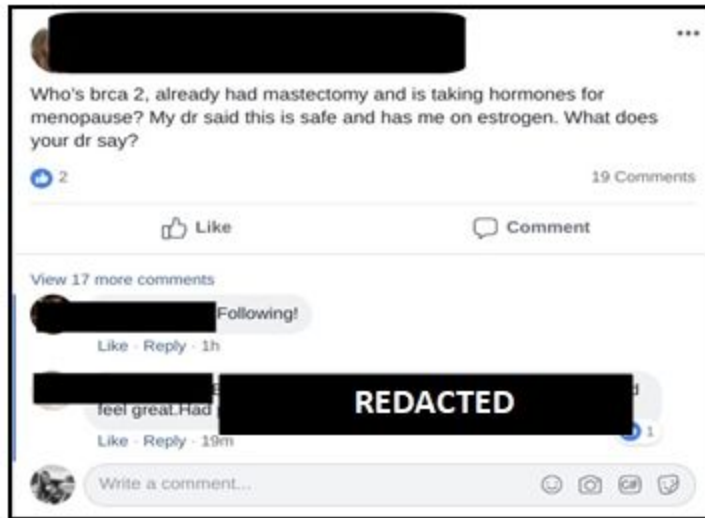 Who's brca 2, already had mastectomy and is taking hormones for
menopause? My dr said this is safe and has me on estrogen. What does
your dr say?
2
19 Comments
Like
Comment
View 17 more comments
Following!
Like · Reply · 1h
REDACTED
feel great.Had
1
Like · Reply · 19m
Write a comment...
GIF